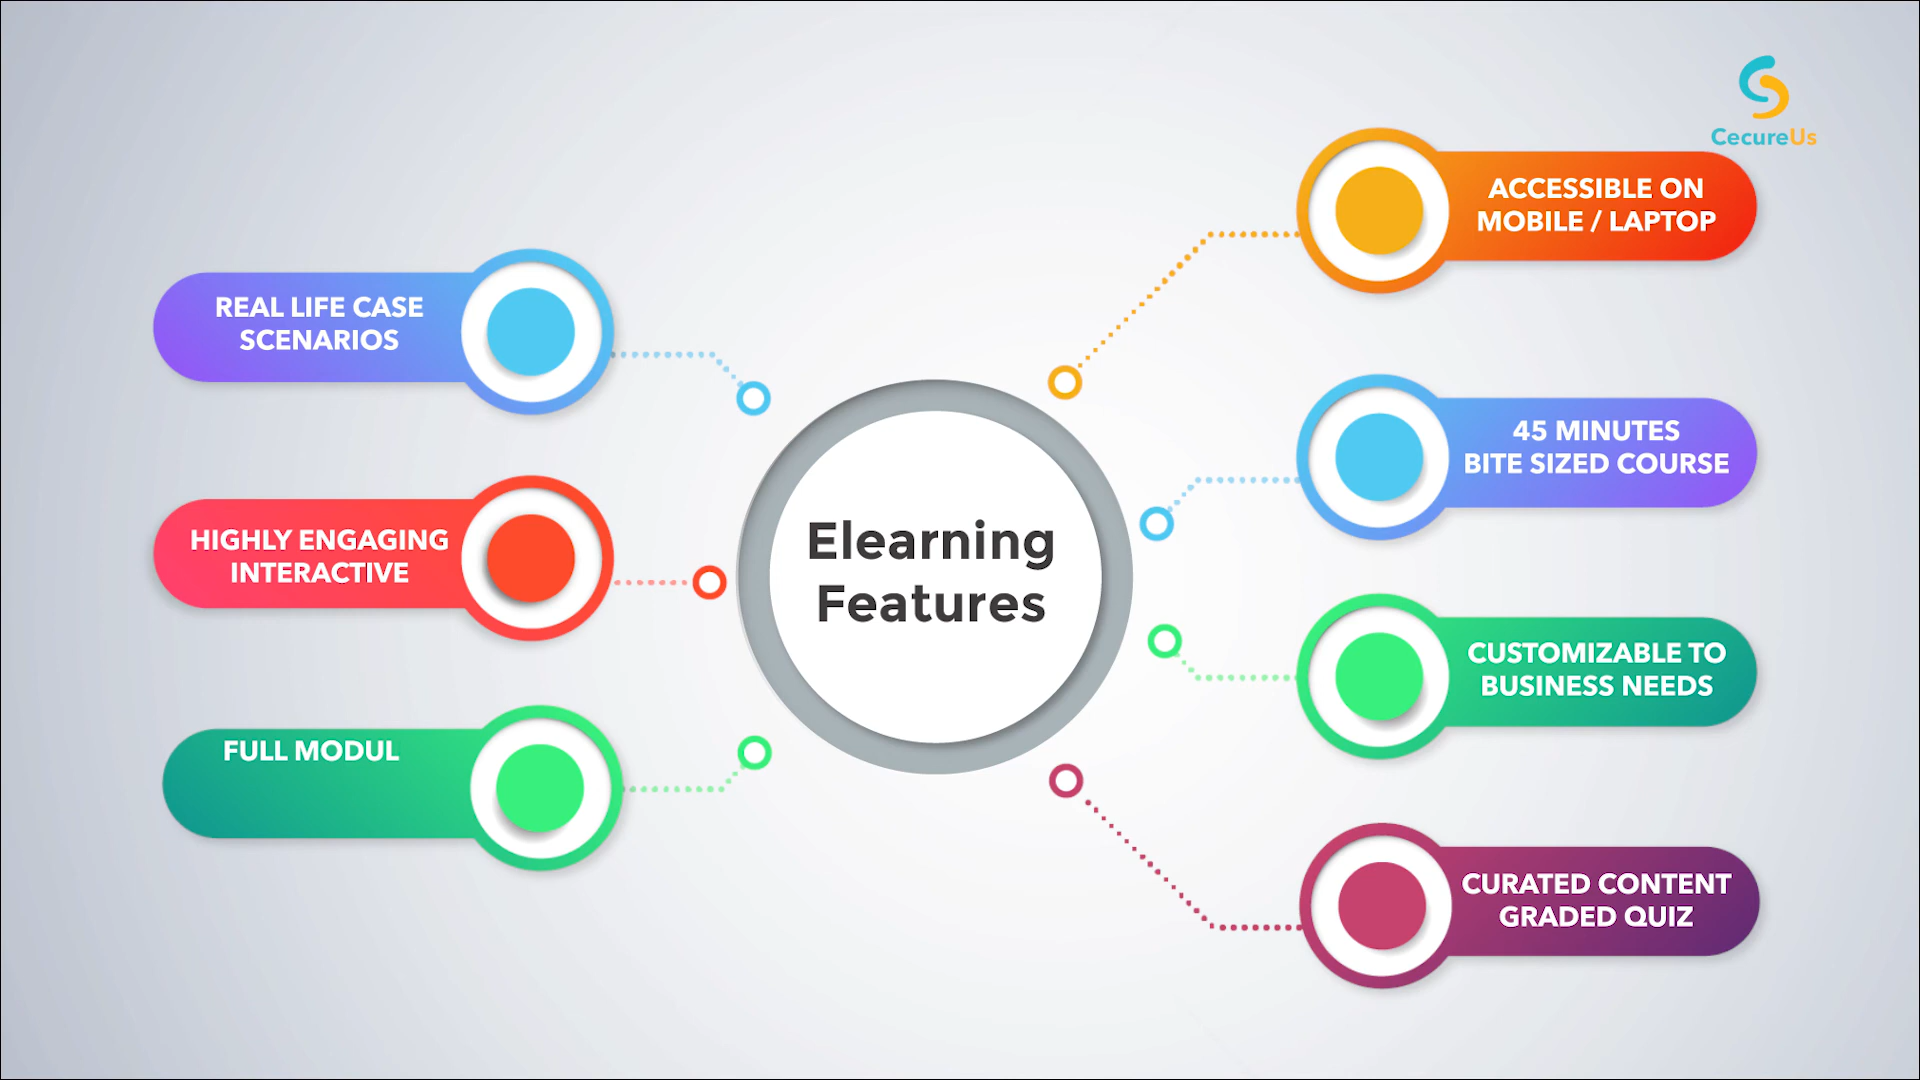 CecureUs
ACCESSIBLE ON
MOBILE / LAPTOP
REAL LIFE CASE
SCENARIOS
45 MINUTES
BITE SIZED COURSE
HIGHLY ENGAGING
INTERACTIVE
Elearning
Features
CUSTOMIZABLE TO
BUSINESS NEEDS
FULL MODUL
CURATED CONTENT
GRADED QUIZ